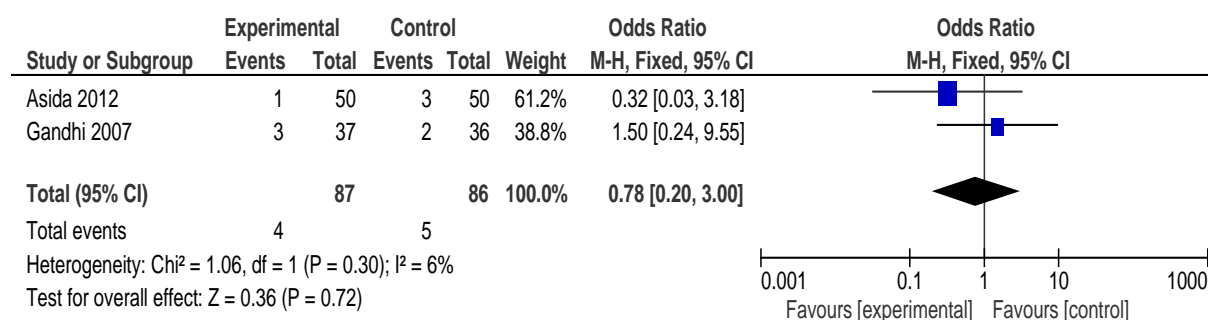 Experimental Control Odds Ratio Odds Ratio
Study or Subgroup Events Total Events Total Weight M-H, Fixed, 95% CI M-H, Fixed, 95% CI
Asida 2012 1 50 3 50 61.2% 0.32 [0.03, 3.18]
Gandhi 2007 3 37 2 36 38.8% 1.50 [0.24, 9.55]
Total (95% CI) 87 86 100.0% 0.78 [0.20, 3.00]
Total events 4 5
Heterogeneity: Chi² = 1.06, df = 1 (P = 0.30); I² = 6%
Test for overall effect: Z = 0.36 (P = 0.72)
0.001 0.1 1 10 1000
Favours [experimental] Favours [control]